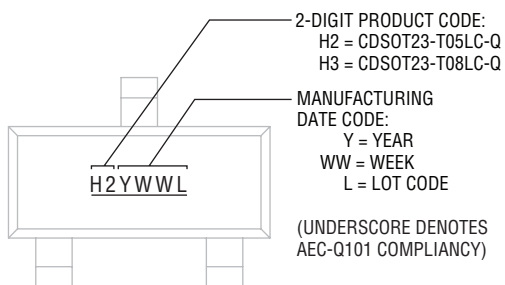 2-DIGIT PRODUCT CODE:
H2 = CDSOT23-T05LC-Q
H3 = CDSOT23-T08LC-Q
MANUFACTURING
DATE CODE:
Y = YEAR
WW = WEEK
L = LOT CODE
H2YWWL
(UNDERSCORE DENOTES
AEC-Q101 COMPLIANCY)